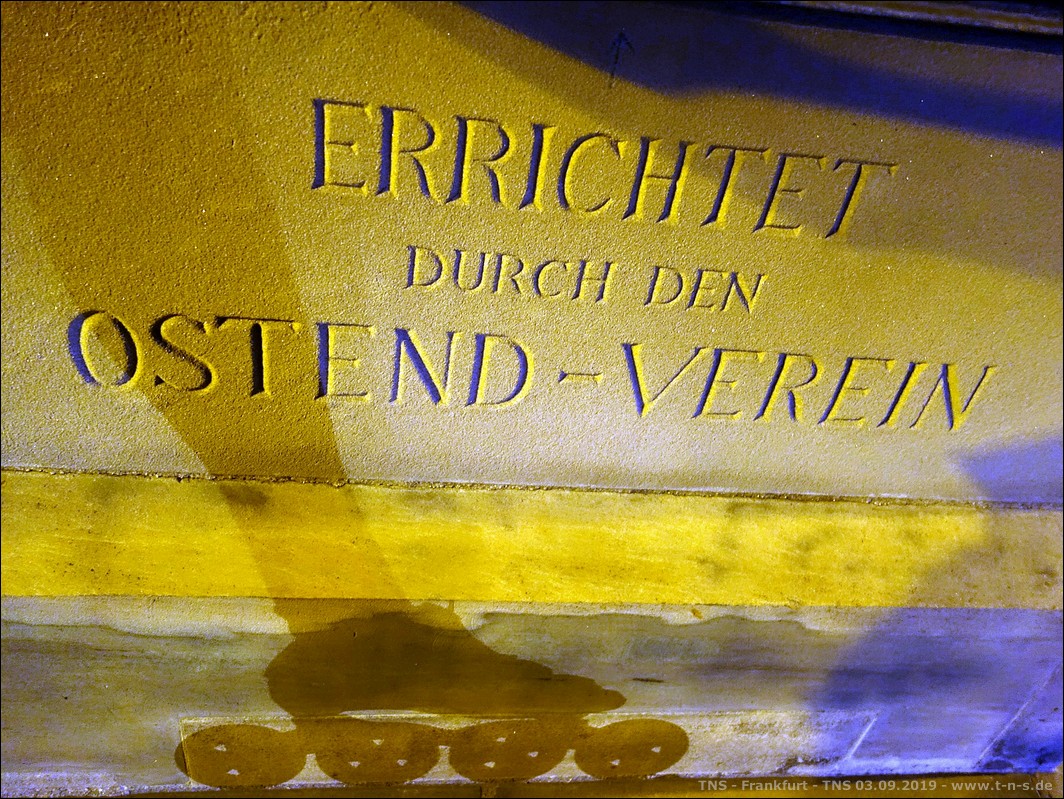 ERRICHTET
DURCH DEN
OSTEND-VEREIN
TNS - Frankfurt - TNS 03.09.2019 - www.t-n-s.de